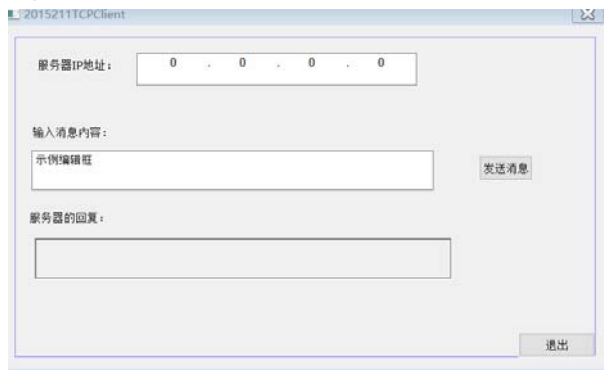 2015211TCPClient
服务器IP地址:
0 . 0 . 0 . 0
输入消息内容:
示例编辑框
发送消息
服务器的回复:
退出